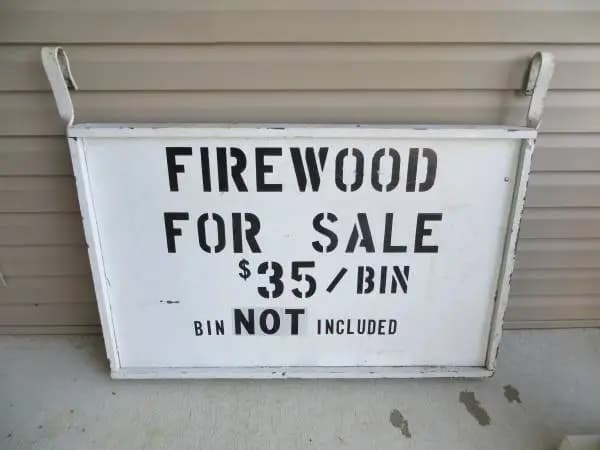 FIREWOOD
FOR SALE
$35/BIN
BIN NOT INCLUDED